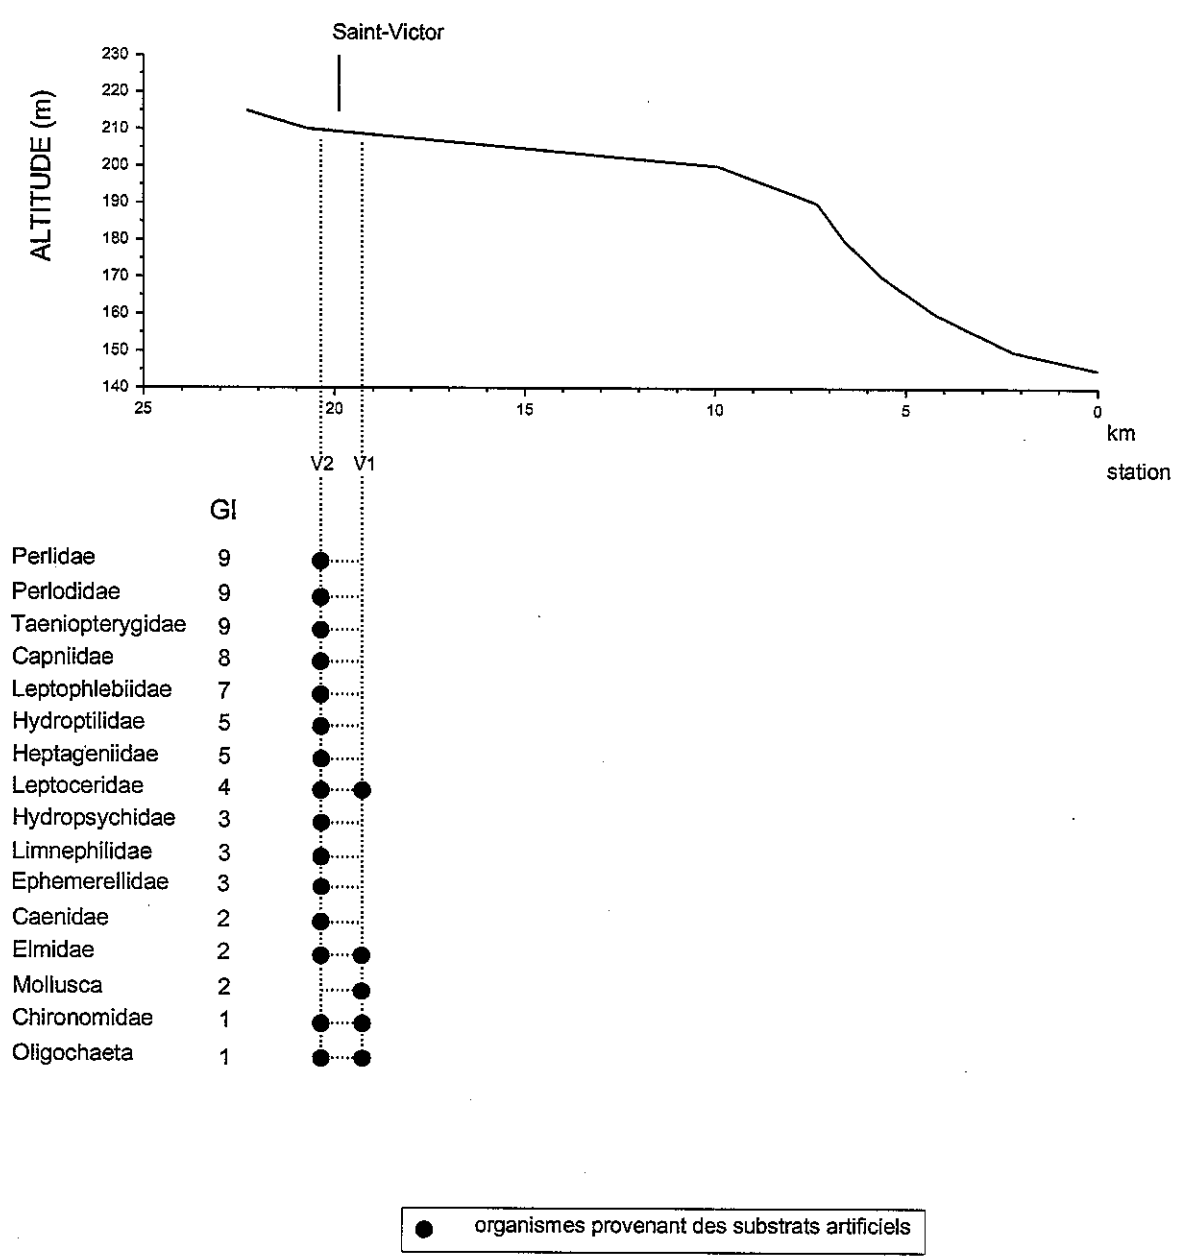 Saint-Victor
ALTITUDE (m)
230
220
210
200
190
180
170
160
150
140
25 20 15 10 5 0
km
V2 V1
station
GI
Perlidae 9
Perlodidae 9
Taeniopterygidae 9
Capniidae 8
Leptophlebiidae 7
Hydroptilidae 5
Heptageniidae 5
Leptoceridae 4
Hydropsychidae 3
Limnephilidae 3
Ephemerellidae 3
Caenidae 2
Elmidae 2
Mollusca 2
Chironomidae 1
Oligochaeta 1
organismes provenant des substrats artificiels